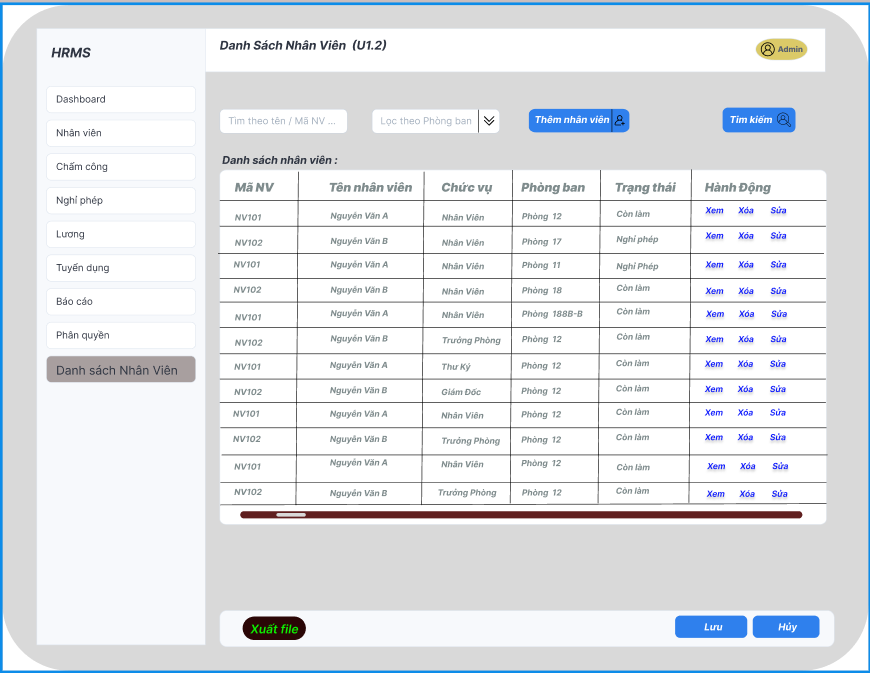 HRMS
Dashboard
Nhân viên
Chấm công
Nghỉ phép
Lương
Tuyển dụng
Báo cáo
Phân quyền
Danh sách Nhân Viên
Danh Sách Nhân Viên (U1.2)
Admin
Tìm theo tên / Mã NV ...
Lọc theo Phòng ban
Thêm nhân viên
Tìm kiếm
Danh sách nhân viên :
Mã NV Tên nhân viên Chức vụ Phòng ban Trạng thái Hành Động
NV101 Nguyễn Văn A Nhân Viên Phòng 12 Còn làm Xem Xóa Sửa
NV102 Nguyễn Văn B Nhân Viên Phòng 17 Nghỉ phép Xem Xóa Sửa
NV101 Nguyễn Văn A Nhân Viên Phòng 11 Nghỉ Phép Xem Xóa Sửa
NV102 Nguyễn Văn B Nhân Viên Phòng 18 Còn làm Xem Xóa Sửa
NV101 Nguyễn Văn A Nhân Viên Phòng 188B-B Còn làm Xem Xóa Sửa
NV102 Nguyễn Văn B Trưởng Phòng Phòng 12 Còn làm Xem Xóa Sửa
NV101 Nguyễn Văn A Thư Ký Phòng 12 Còn làm Xem Xóa Sửa
NV102 Nguyễn Văn B Giám Đốc Phòng 12 Còn làm Xem Xóa Sửa
NV101 Nguyễn Văn A Nhân Viên Phòng 12 Còn làm Xem Xóa Sửa
NV102 Nguyễn Văn B Trưởng Phòng Phòng 12 Còn làm Xem Xóa Sửa
NV101 Nguyễn Văn A Nhân Viên Phòng 12 Còn làm Xem Xóa Sửa
NV102 Nguyễn Văn B Trưởng Phòng Phòng 12 Còn làm Xem Xóa Sửa
Xuất file
Lưu
Hủy